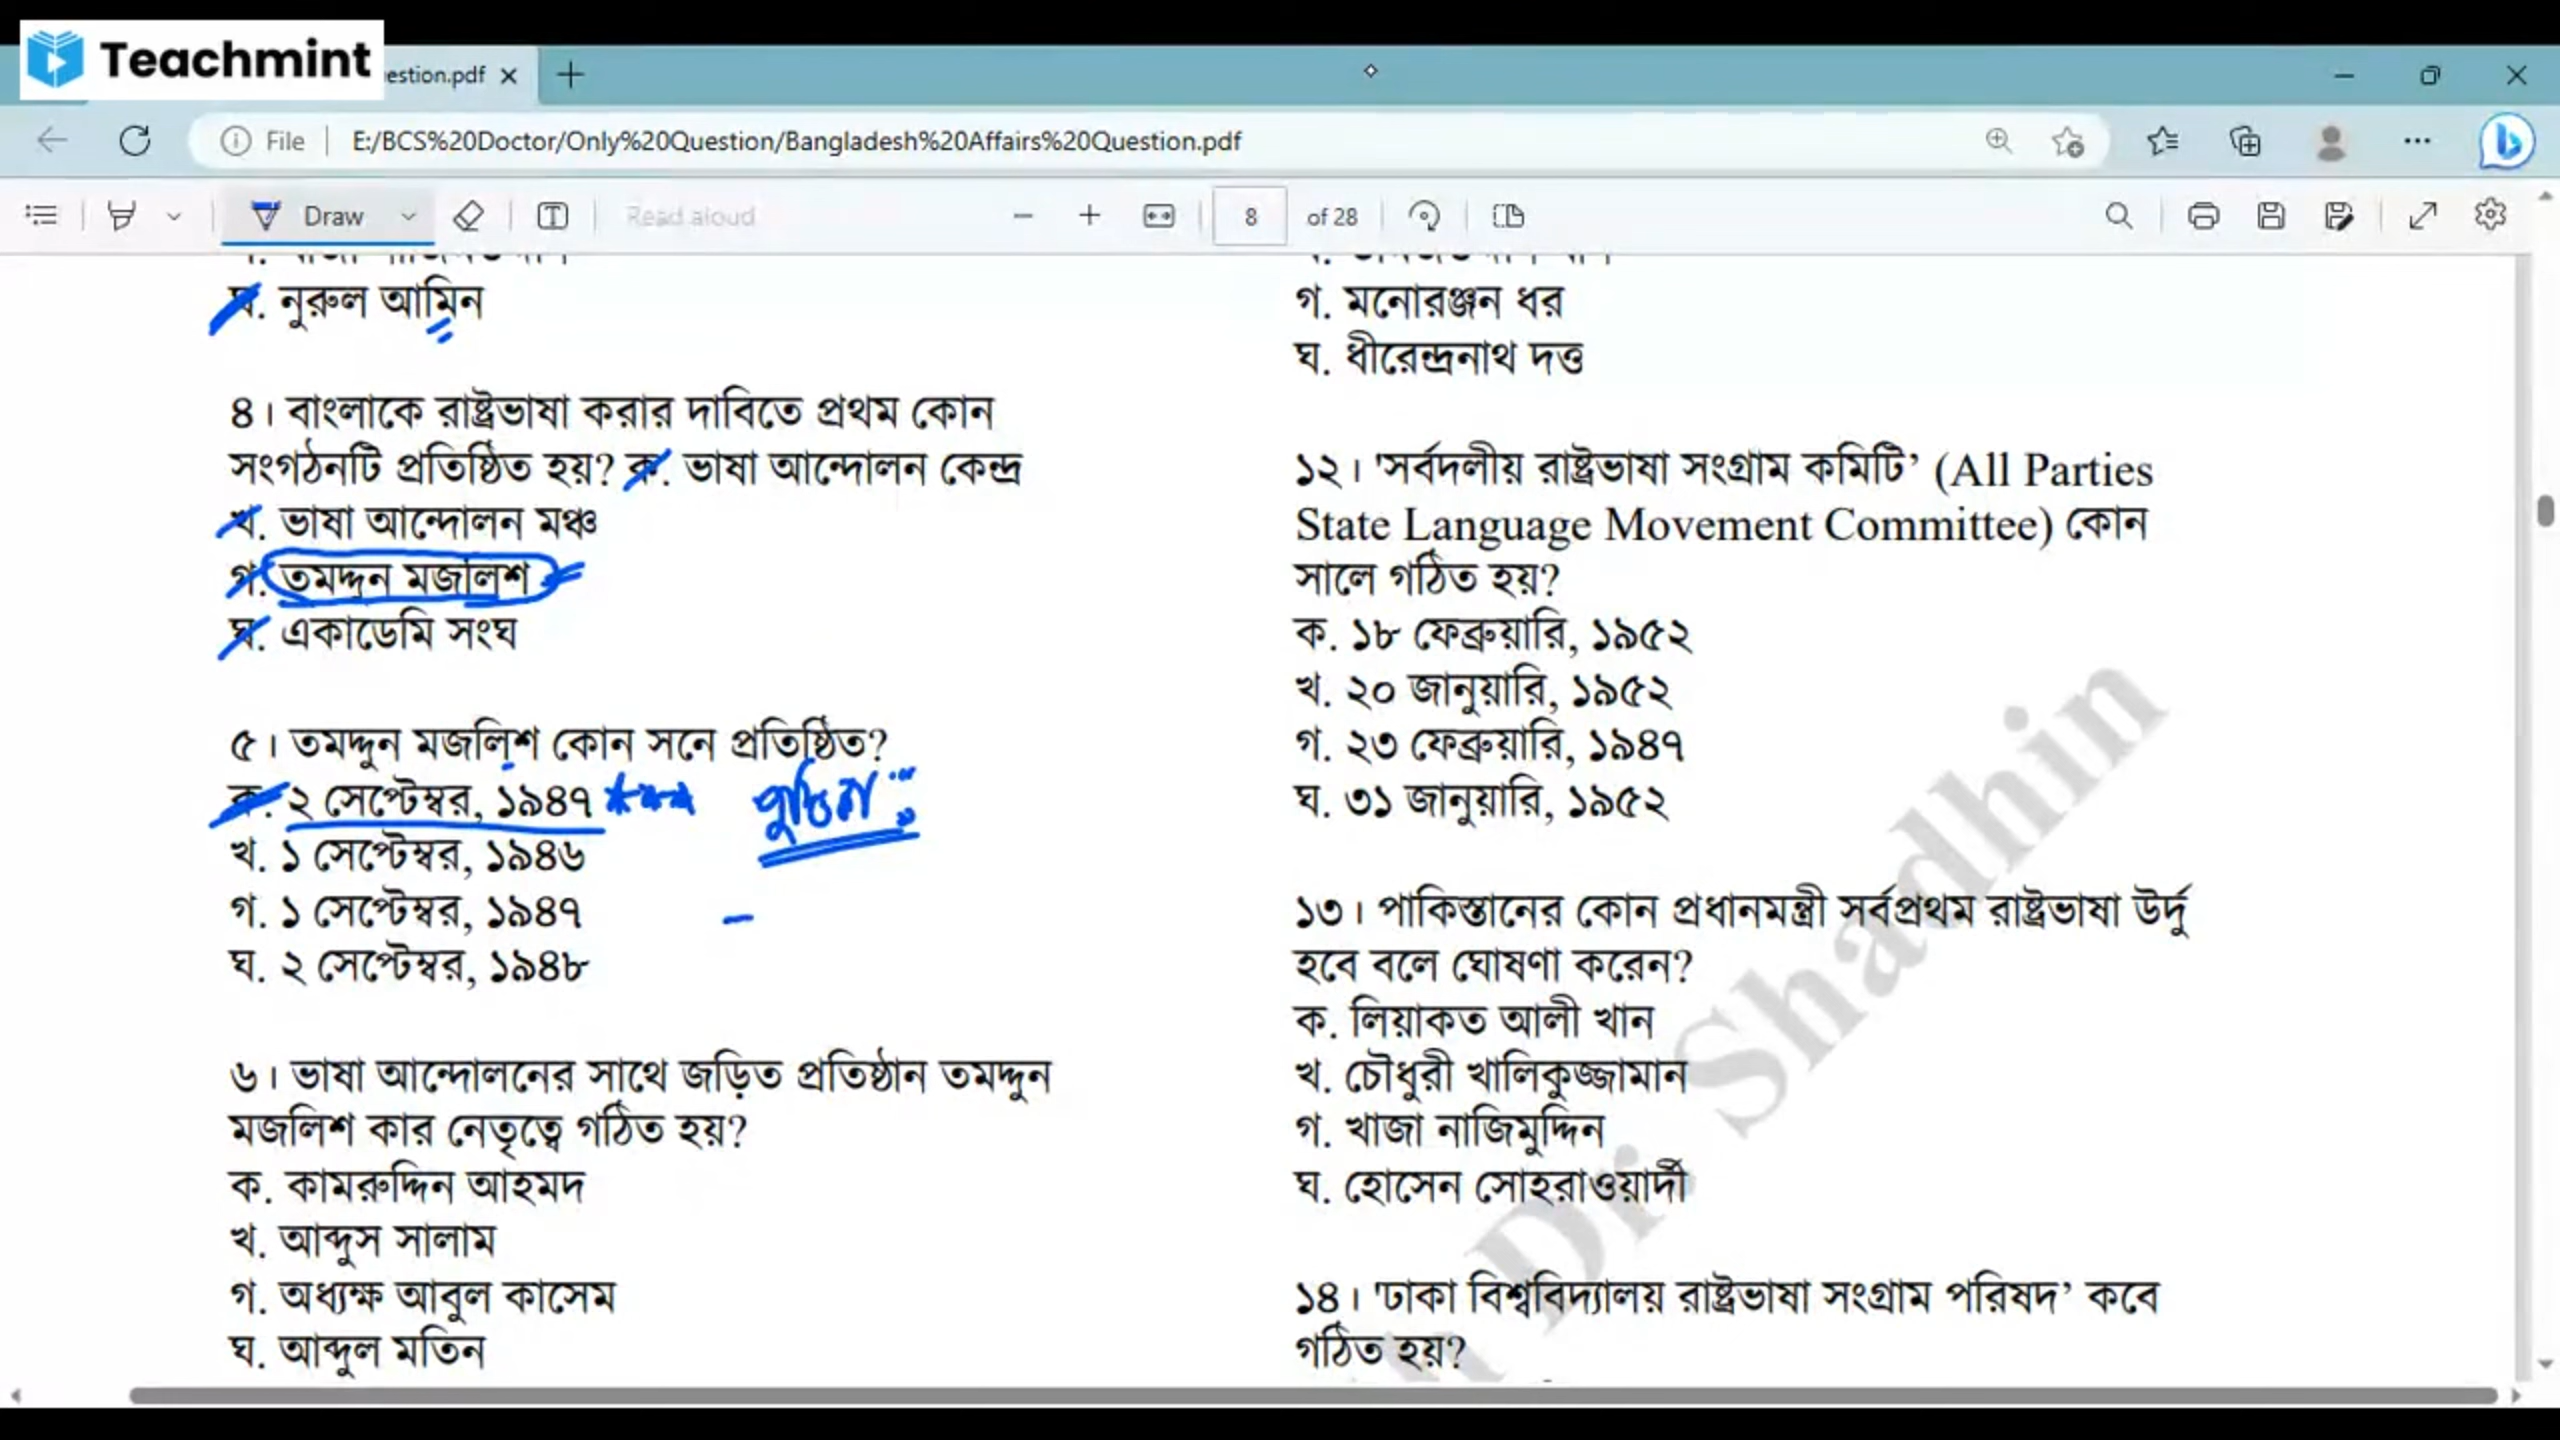 Teachmint
estion.pdf
File
E:/BCS%20Doctor/Only%20Question/Bangladesh%20Affairs%20Question.pdf
Draw
Read aloud
8
of 28
ঘ. নুরুল আমিন
৪। বাংলাকে রাষ্ট্রভাষা করার দাবিতে প্রথম কোন
সংগঠনটি প্রতিষ্ঠিত হয়? ক. ভাষা আন্দোলন কেন্দ্র
খ. ভাষা আন্দোলন মঞ্চ
গ. তমদ্দুন মজলিশ
ঘ. একাডেমি সংঘ
৫। তমদ্দুন মজলিশ কোন সনে প্রতিষ্ঠিত?
ক. ২ সেপ্টেম্বর, ১৯৪৭
খ. ১ সেপ্টেম্বর, ১৯৪৬
গ. ১ সেপ্টেম্বর, ১৯৪৭
ঘ. ২ সেপ্টেম্বর, ১৯৪৮
৬। ভাষা আন্দোলনের সাথে জড়িত প্রতিষ্ঠান তমদ্দুন
মজলিশ কার নেতৃত্বে গঠিত হয়?
ক. কামরুদ্দিন আহমদ
খ. আব্দুস সালাম
গ. অধ্যক্ষ আবুল কাসেম
ঘ. আব্দুল মতিন
গ. মনোরঞ্জন ধর
ঘ. ধীরেন্দ্রনাথ দত্ত
১২। 'সর্বদলীয় রাষ্ট্রভাষা সংগ্রাম কমিটি’ (All Parties
State Language Movement Committee) কোন
সালে গঠিত হয়?
ক. ১৮ ফেব্রুয়ারি, ১৯৫২
খ. ২০ জানুয়ারি, ১৯৫২
গ. ২৩ ফেব্রুয়ারি, ১৯৪৭
ঘ. ৩১ জানুয়ারি, ১৯৫২
১৩। পাকিস্তানের কোন প্রধানমন্ত্রী সর্বপ্রথম রাষ্ট্রভাষা উর্দু
হবে বলে ঘোষণা করেন?
ক. লিয়াকত আলী খান
খ. চৌধুরী খালিকুজ্জামান
গ. খাজা নাজিমুদ্দিন
ঘ. হোসেন সোহরাওয়ার্দী
১৪। 'ঢাকা বিশ্ববিদ্যালয় রাষ্ট্রভাষা সংগ্রাম পরিষদ’ কবে
গঠিত হয়?
Dr. Shadhin